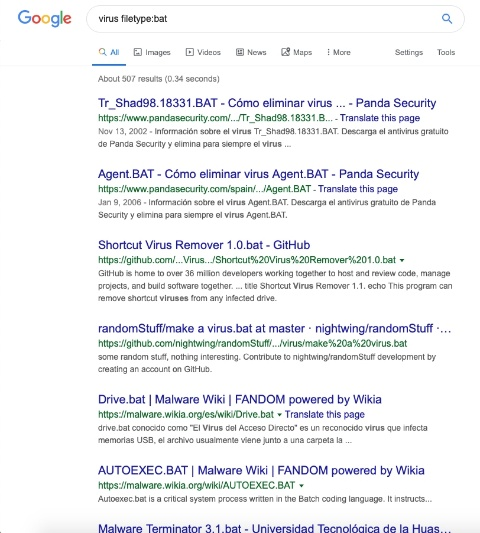 Google virus filetype:bat
All Images Videos News Maps More Settings Tools
About 507 results (0.34 seconds)
Tr_Shad98.18331.BAT - Cómo eliminar virus ... - Panda Security
https://www.pandasecurity.com/.../Tr_Shad98.18331.B... - Translate this page
Nov 13, 2002 - Información sobre el virus Tr_Shad98.18331.BAT. Descarga el antivirus gratuito
de Panda Security y elimina para siempre el virus ...
Agent.BAT - Cómo eliminar virus Agent.BAT - Panda Security
https://www.pandasecurity.com/spain/.../Agent.BAT - Translate this page
Jan 9, 2006 - Información sobre el virus Agent.BAT. Descarga el antivirus gratuito de Panda
Security y elimina para siempre el virus Agent.BAT.
Shortcut Virus Remover 1.0.bat - GitHub
https://github.com/...Virus.../Shortcut%20Virus%20Remover%201.0.bat
GitHub is home to over 36 million developers working together to host and review code, manage
projects, and build software together. ... title Shortcut Virus Remover 1.1. echo This program can
remove shortcut viruses from any infected drive.
randomStuff/make a virus.bat at master · nightwing/randomStuff ·...
https://github.com/nightwing/randomStuff/.../virus/make%20a%20virus.bat
some random stuff, nothing interesting. Contribute to nightwing/randomStuff development by
creating an account on GitHub.
Drive.bat | Malware Wiki | FANDOM powered by Wikia
https://malware.wikia.org/es/wiki/Drive.bat Translate this page
drive.bat conocido como "El Virus del Acceso Directo" es un reconocido virus que infecta
memorias USB, el archivo usualmente viene junto a una carpeta la ...
AUTOEXEC.BAT | Malware Wiki | FANDOM powered by Wikia
https://malware.wikia.org/wiki/AUTOEXEC.BAT
Autoexec.bat is a critical system process written in the Batch coding language. It instructs...
Malware Terminator 3.1.bat - Universidad Tecnológica de la Huas...